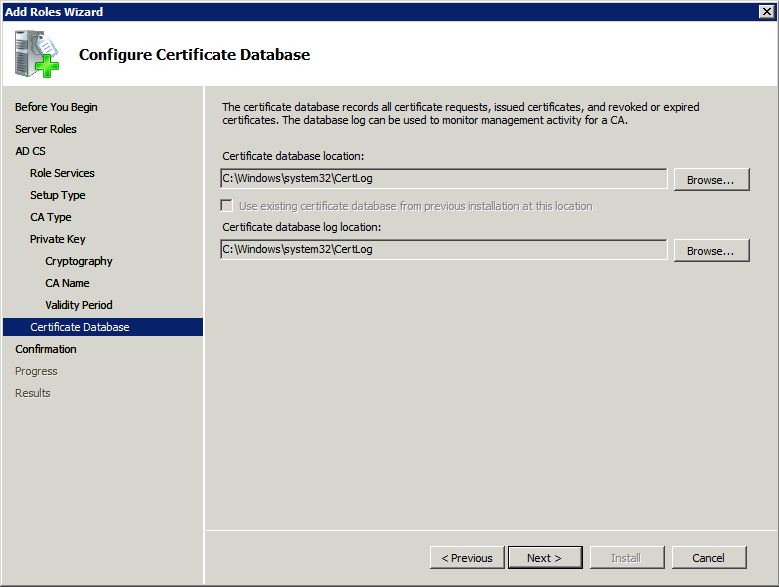 Add Roles Wizard
Configure Certificate Database
Before You Begin
Server Roles
AD CS
Role Services
Setup Type
CA Type
Private Key
Cryptography
CA Name
Validity Period
Certificate Database
Confirmation
Progress
Results
The certificate database records all certificate requests, issued certificates, and revoked or expired
certificates. The database log can be used to monitor management activity for a CA.
Certificate database location:
C:\Windows\system32\CertLog
Browse...
Use existing certificate database from previous installation at this location
Certificate database log location:
C:\Windows\system32\CertLog
Browse...
< Previous
Next >
Install
Cancel